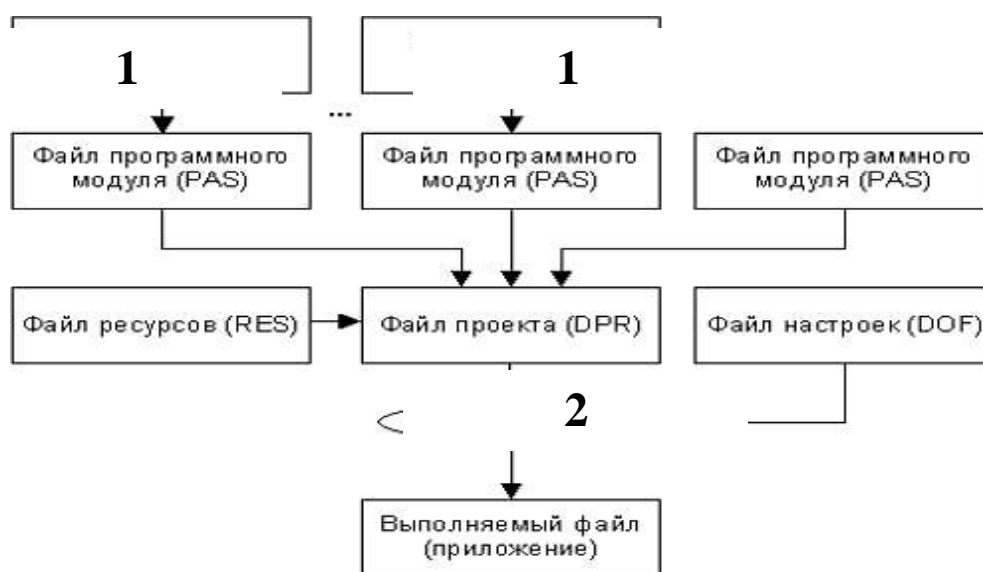 1
1
...
Файл программного
модуля (PAS)
Файл программного
модуля (PAS)
Файл программного
модуля (PAS)
Файл ресурсов (RES)
Файл проекта (DPR)
Файл настроек (DOF)
2
Выполняемый файл
(приложение)